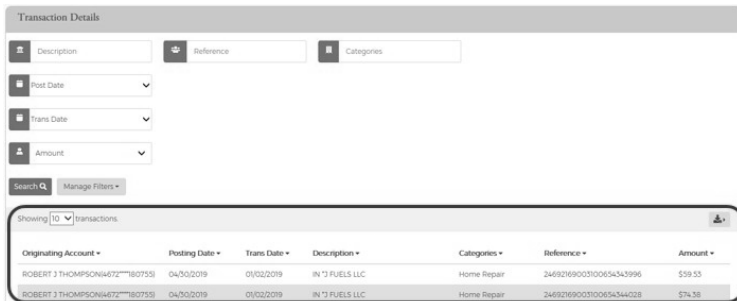 Transaction Details
Description Reference Categories
Post Date
Trans Date
Amount
Search Manage Filters
Showing 10 transactions.
Originating Account Posting Date Trans Date Description Categories Reference Amount
ROBERT J THOMPSON(4672****180755) 04/30/2019 01/02/2019 IN *J FUELS LLC Home Repair 24692169003100654343996 $59.53
ROBERT J THOMPSON(4672****180755) 04/30/2019 01/02/2019 IN *J FUELS LLC Home Repair 24692169003100654344028 $74.38